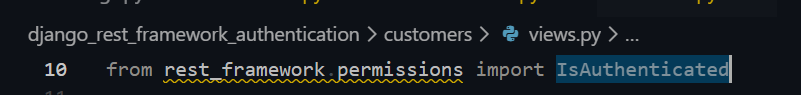 django_rest_framework_authentication > customers > views.py > ...
10 from rest_framework.permissions import IsAuthenticated